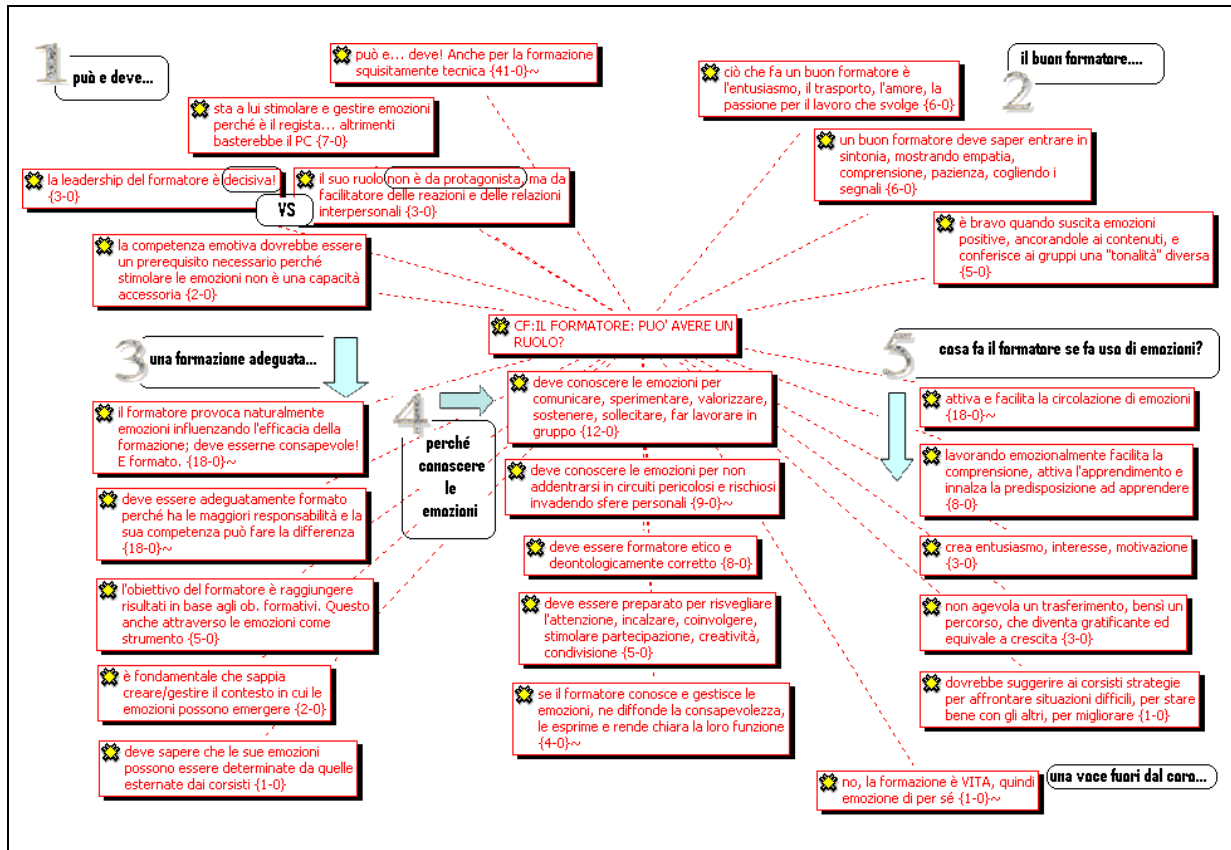 1
può e deve...
può e... deve! Anche per la formazione
squisitamente tecnica {41-0}~
sta a lui stimolare e gestire emozioni
perché è il regista... altrimenti
basterebbe il PC {7-0}
la leadership del formatore è decisiva!
{3-0}
VS
il suo ruolo non è da protagonista, ma da
facilitatore delle reazioni e delle relazioni
interpersonali {3-0}
la competenza emotiva dovrebbe essere
un prerequisito necessario perché
stimolare le emozioni non è una capacità
accessoria {2-0}
il buon formatore....
2
ciò che fa un buon formatore è
l'entusiasmo, il trasporto, l'amore, la
passione per il lavoro che svolge {6-0}
un buon formatore deve saper entrare in
sintonia, mostrando empatia,
comprensione, pazienza, cogliendo i
segnali {6-0}
è bravo quando suscita emozioni
positive, ancorandole ai contenuti, e
conferisce ai gruppi una "tonalità" diversa
{5-0}
CF:IL FORMATORE: PUO' AVERE UN
RUOLO?
3
una formazione adeguata...
il formatore provoca naturalmente
emozioni influenzando l'efficacia della
formazione; deve esserne consapevole!
E formato. {18-0}~
deve essere adeguatamente formato
perché ha le maggiori responsabilità e la
sua competenza può fare la differenza
{18-0}~
l'obiettivo del formatore è raggiungere
risultati in base agli ob. formativi. Questo
anche attraverso le emozioni come
strumento {5-0}
è fondamentale che sappia
creare/gestire il contesto in cui le
emozioni possono emergere {2-0}
deve sapere che le sue emozioni
possono essere determinate da quelle
esternate dai corsisti {1-0}
4
perché
conoscere
le
emozioni
deve conoscere le emozioni per
comunicare, sperimentare, valorizzare,
sostenere, sollecitare, far lavorare in
gruppo {12-0}
deve conoscere le emozioni per non
addentrarsi in circuiti pericolosi e rischiosi
invadendo sfere personali {9-0}~
deve essere formatore etico e
deontologicamente corretto {8-0}
deve essere preparato per risvegliare
l'attenzione, incalzare, coinvolgere,
stimolare partecipazione, creatività,
condivisione {5-0}
se il formatore conosce e gestisce le
emozioni, ne diffonde la consapevolezza,
le esprime e rende chiara la loro funzione
{4-0}~
5
cosa fa il formatore se fa uso di emozioni?
attiva e facilita la circolazione di emozioni
{18-0}~
lavorando emozionalmente facilita la
comprensione, attiva l'apprendimento e
innalza la predisposizione ad apprendere
{8-0}
crea entusiasmo, interesse, motivazione
{3-0}
non agevola un trasferimento, bensì un
percorso, che diventa gratificante ed
equivale a crescita {3-0}
dovrebbe suggerire ai corsisti strategie
per affrontare situazioni difficili, per stare
bene con gli altri, per migliorare {1-0}
no, la formazione è VITA, quindi
emozione di per sé {1-0}~
una voce fuori dal coro...